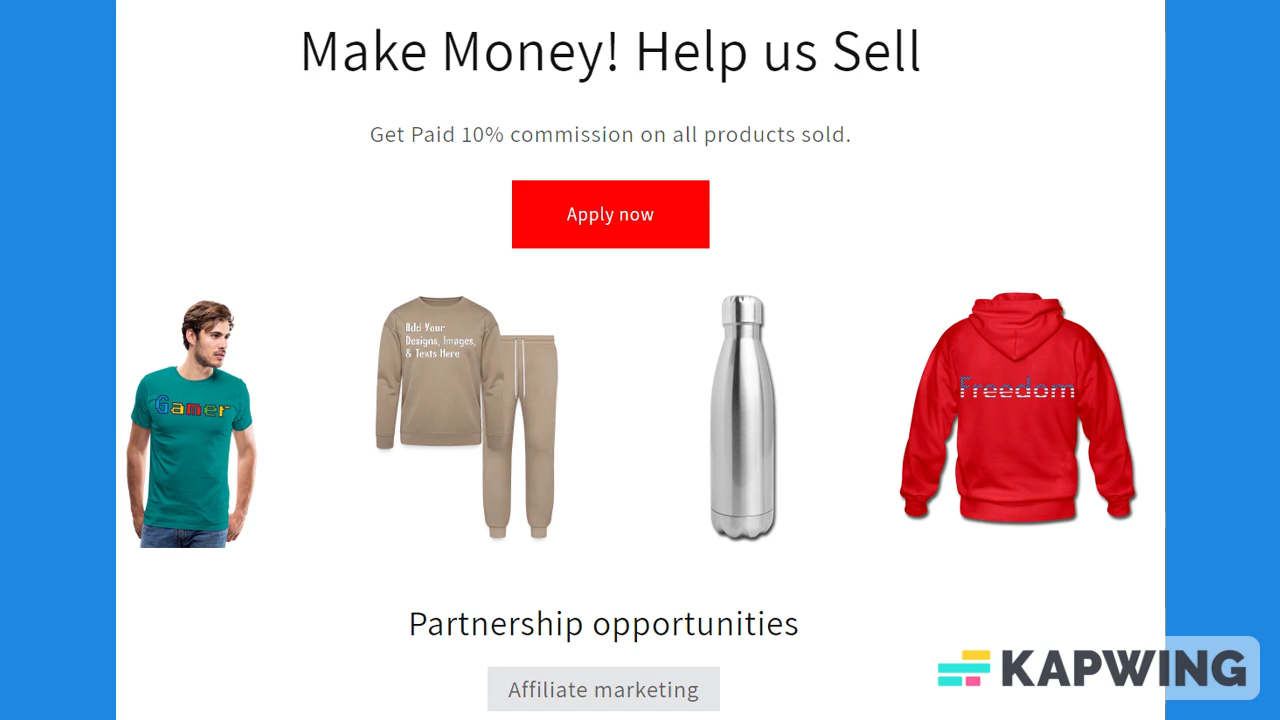 Make Money! Help us Sell
Get Paid 10% commission on all products sold.
Apply now
Gamer
Add Your
Designs, Images,
& Texts Here
Freedom
Partnership opportunities
Affiliate marketing
KAPWING